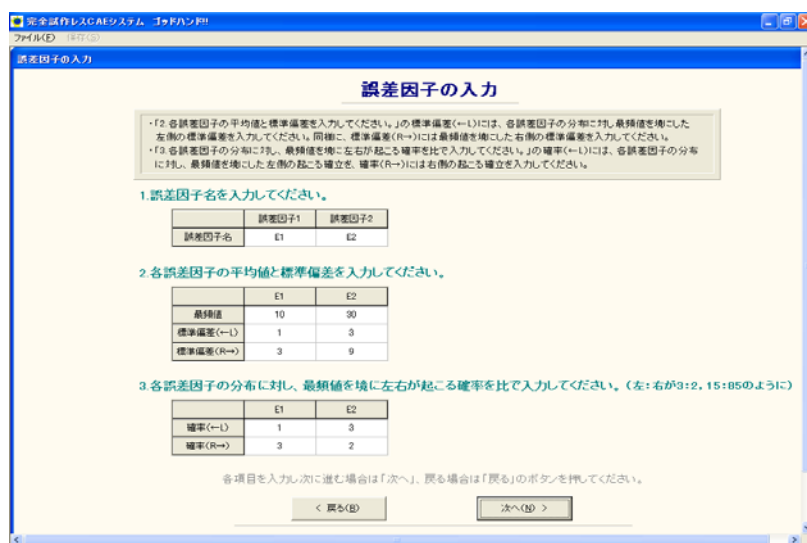 完全試作レスCAEシステム ゴッドハンド!!!
ファイル(F) 保存(S)
誤差因子の入力
誤差因子の入力
・「2.各誤差因子の平均値と標準偏差を入力してください。」の標準偏差(←L)には、各誤差因子の分布に対し最頻値を境にした
左側の標準偏差を入力してください。同様に、標準偏差(R→)には最頻値を境にした右側の標準偏差を入力してください。
・「3.各誤差因子の分布に対し、最頻値を境に左右が起こる確率を比で入力してください。」の確率(←L)には、各誤差因子の分布
に対し、最頻値を境にした左側の起こる確立を、確率(R→)には右側の起こる確立を入力してください。
1.誤差因子名を入力してください。
誤差因子1 誤差因子2
誤差因子名 E1 E2
2.各誤差因子の平均値と標準偏差を入力してください。
E1 E2
最頻値 10 30
標準偏差(←L) 1 3
標準偏差(R→) 3 9
3.各誤差因子の分布に対し、最頻値を境に左右が起こる確率を比で入力してください。(左:右が3:2, 15:85のように)
E1 E2
確率(←L) 1 3
確率(R→) 3 2
各項目を入力し次に進む場合は「次へ」、戻る場合は「戻る」のボタンを押してください。
< 戻る(B) 次へ(N) >